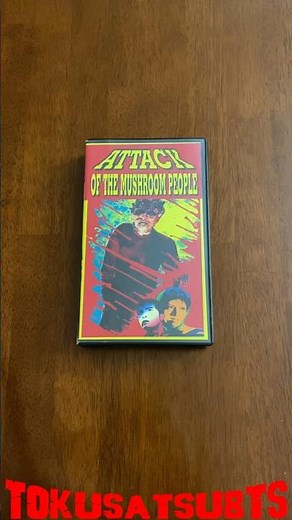 ATTACK
OF THE MUSHROOM PEOPLE
TOKUSATSUBTS